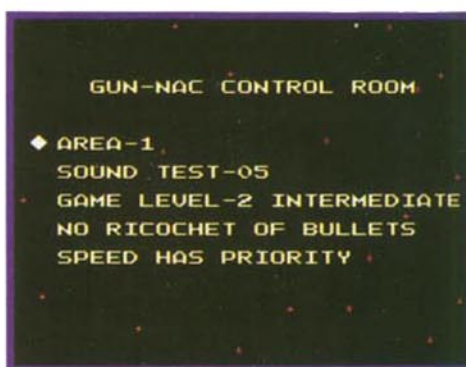 GUN-NAC CONTROL ROOM
AREA-1
SOUND TEST-05
GAME LEVEL-2 INTERMEDIATE
NO RICOCHET OF BULLETS
SPEED HAS PRIORITY